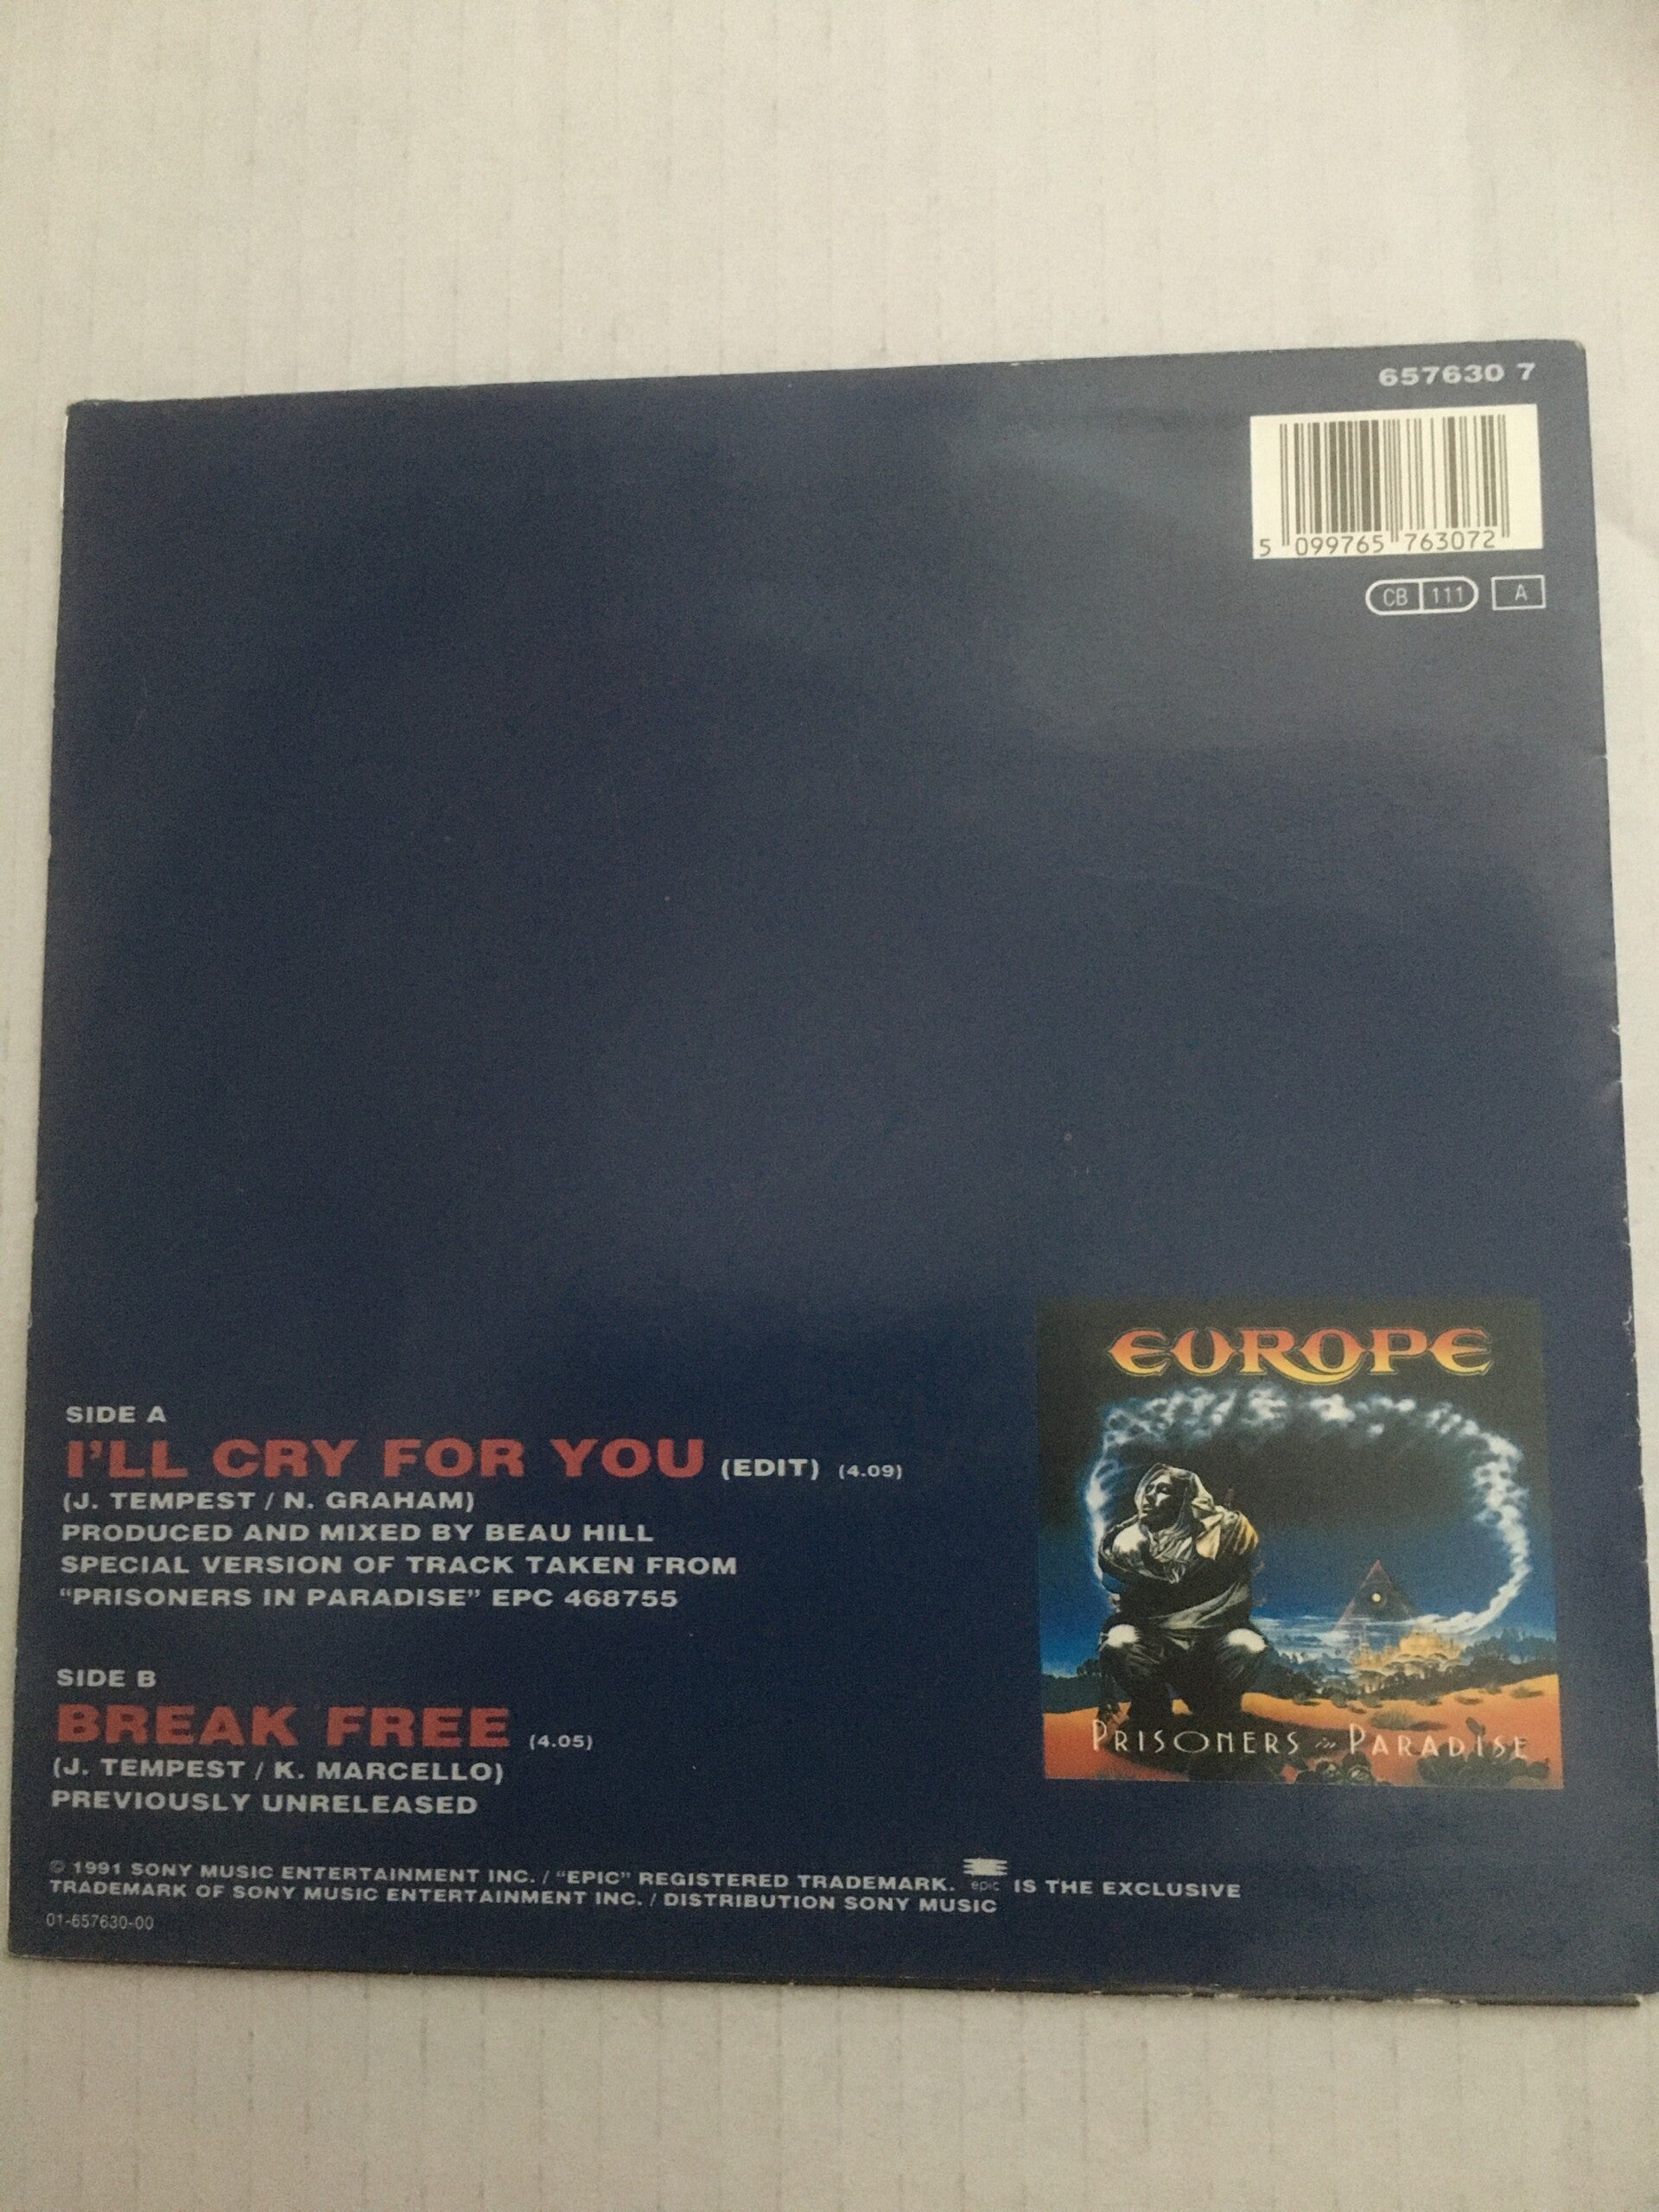 657630 7
5 099765 763072
CB 111 A
EUROPE
SIDE A
I'LL CRY FOR YOU (EDIT) (4.09)
(J. TEMPEST / N. GRAHAM)
PRODUCED AND MIXED BY BEAU HILL
SPECIAL VERSION OF TRACK TAKEN FROM
“PRISONERS IN PARADISE” EPC 468755
SIDE B
BREAK FREE (4.05)
(J. TEMPEST / K. MARCELLO)
PREVIOUSLY UNRELEASED
PRISONERS in PARADISE
© 1991 SONY MUSIC ENTERTAINMENT INC. / “EPIC” REGISTERED TRADEMARK. epic IS THE EXCLUSIVE
TRADEMARK OF SONY MUSIC ENTERTAINMENT INC. / DISTRIBUTION SONY MUSIC
01-657630-00